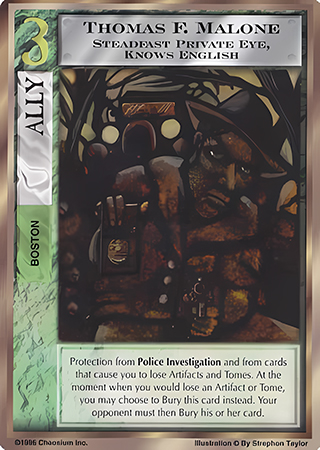 3
THOMAS F. MALONE
STEADFAST PRIVATE EYE,
KNOWS ENGLISH
ALLY
BOSTON
Protection from Police Investigation and from cards
that cause you to lose Artifacts and Tomes. At the
moment when you would lose an Artifact or Tome,
you may choose to Bury this card instead. Your
opponent must then Bury his or her card.
©1996 Chaosium Inc.
Illustration © By Strephon Taylor